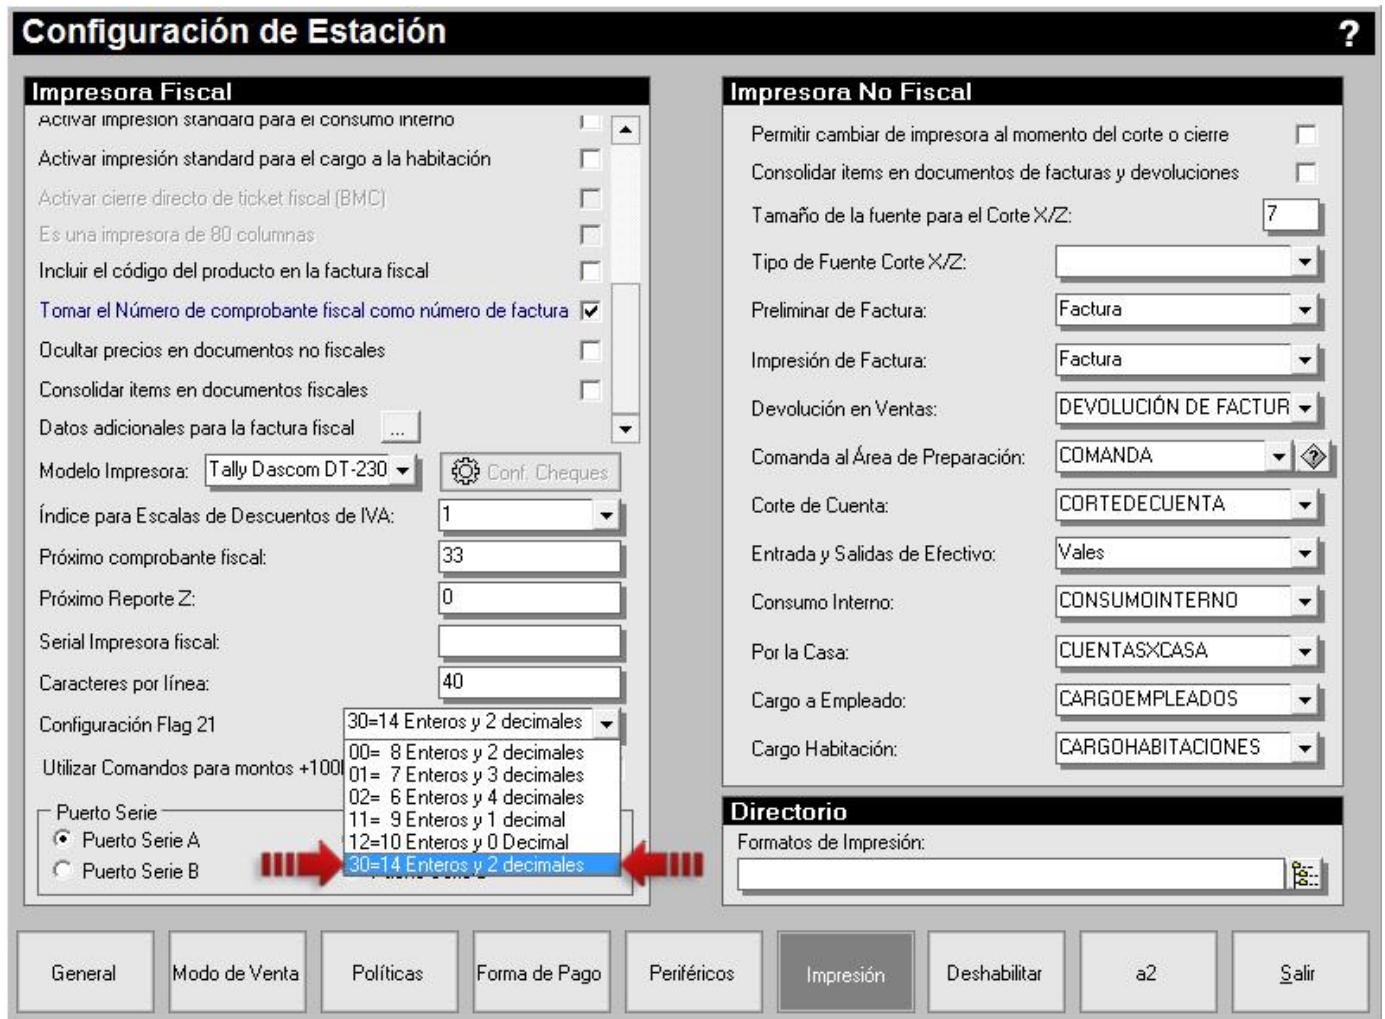 Configuración de Estación
?
Impresora Fiscal
Activar impresión standard para el consumo interno
Activar impresión standard para el cargo a la habitación
Activar cierre directo de ticket fiscal (BMC)
Es una impresora de 80 columnas
Incluir el código del producto en la factura fiscal
Tomar el Número de comprobante fiscal como número de factura
Ocultar precios en documentos no fiscales
Consolidar items en documentos fiscales
Datos adicionales para la factura fiscal ...
Modelo Impresora: Tally Dascom DT-230 Conf. Cheques
Índice para Escalas de Descuentos de IVA: 1
Próximo comprobante fiscal: 33
Próximo Reporte Z: 0
Serial Impresora fiscal:
Caracteres por línea: 40
Configuración Flag 21 30=14 Enteros y 2 decimales
00= 8 Enteros y 2 decimales
01= 7 Enteros y 3 decimales
02= 6 Enteros y 4 decimales
11= 9 Enteros y 1 decimal
12=10 Enteros y 0 Decimal
30=14 Enteros y 2 decimales
Utilizar Comandos para montos +100
Puerto Serie
Puerto Serie A
Puerto Serie B
Impresora No Fiscal
Permitir cambiar de impresora al momento del corte o cierre
Consolidar items en documentos de facturas y devoluciones
Tamaño de la fuente para el Corte X/Z: 7
Tipo de Fuente Corte X/Z:
Preliminar de Factura: Factura
Impresión de Factura: Factura
Devolución en Ventas: DEVOLUCIÓN DE FACTUR
Comanda al Área de Preparación: COMANDA ?
Corte de Cuenta: CORTEDECUENTA
Entrada y Salidas de Efectivo: Vales
Consumo Interno: CONSUMOINTERNO
Por la Casa: CUENTASXCASA
Cargo a Empleado: CARGOEMPLEADOS
Cargo Habitación: CARGOHABITACIONES
Directorio
Formatos de Impresión:
General Modo de Venta Políticas Forma de Pago Periféricos Impresión Deshabilitar a2 Salir